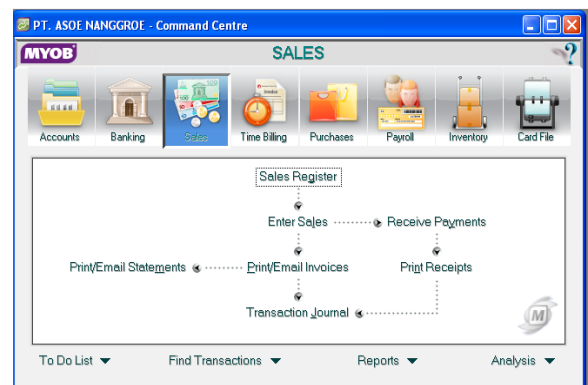 PT. ASOE NANGGROE - Command Centre
MYOB SALES ?
Accounts Banking Sales Time Billing Purchases Payroll Inventory Card File
Sales Register
Enter Sales Receive Payments
Print/Email Statements Print/Email Invoices Print Receipts
Transaction Journal
M
To Do List Find Transactions Reports Analysis